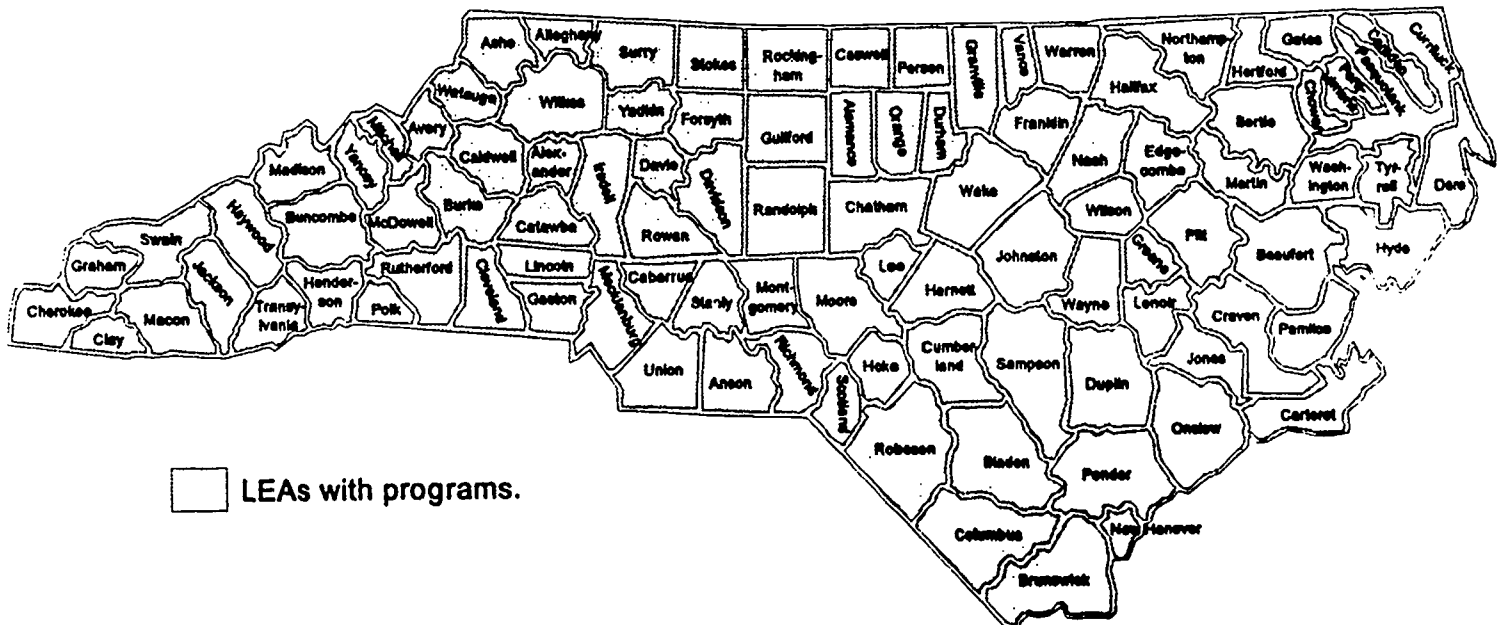 Ashe
Alleghany
Surry
Stokes
Rocking-
ham
Caswell
Person
Granville
Vance
Warren
Northamp-
ton
Gates
Camden
Currituck
Pasquotank
Hertford
Halifax
Watauga
Wilkes
Yadkin
Forsyth
Guilford
Alamance
Orange
Durham
Franklin
Bertie
Chowan
Mitchell
Avery
Yancey
Madison
Caldwell
Alex-
ander
Iredell
Davie
Davidson
Nash
Edge-
combe
Martin
Wash-
ington
Tyr-
rell
Dare
Haywood
Buncombe
McDowell
Burke
Catawba
Rowan
Randolph
Chatham
Wake
Wilson
Pitt
Beaufort
Hyde
Swain
Graham
Jackson
Rutherford
Cleveland
Lincoln
Gaston
Mecklenburg
Cabarrus
Stanly
Mont-
gomery
Moore
Lee
Harnett
Johnston
Greene
Wayne
Lenoir
Craven
Pamlico
Cherokee
Clay
Macon
Transy-
lvania
Hender-
son
Polk
Union
Anson
Richmond
Scotland
Hoke
Cumber-
land
Sampson
Duplin
Jones
Onslow
Carteret
Robeson
Bladen
Pender
Columbus
New Hanover
Brunswick
LEAs with programs.